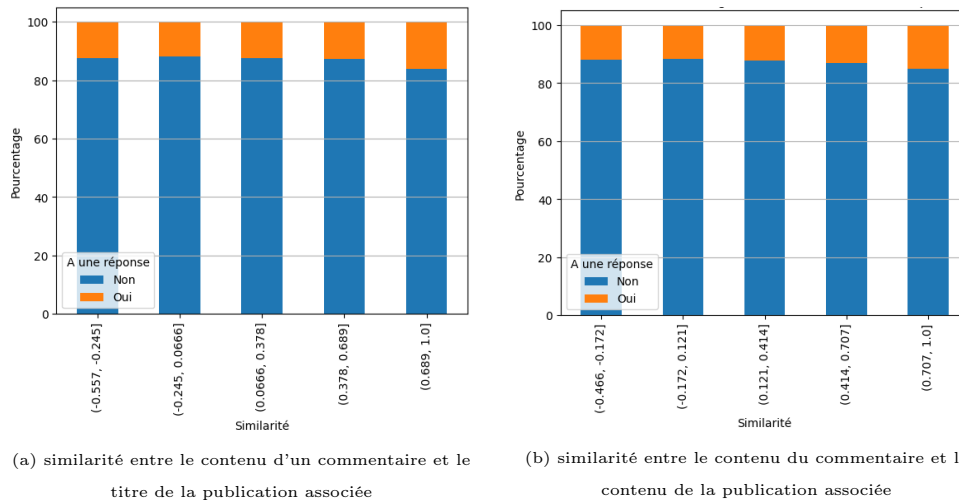 100
80
60
40
20
0
Pourcentage
A une réponse
Non
Oui
(-0.557, -0.245]
(-0.245, 0.0666]
(0.0666, 0.378]
(0.378, 0.689]
(0.689, 1.0]
Similarité
(a) similarité entre le contenu d'un commentaire et le
titre de la publication associée
100
80
60
40
20
0
Pourcentage
A une réponse
Non
Oui
(-0.466, -0.172]
(-0.172, 0.121]
(0.121, 0.414]
(0.414, 0.707]
(0.707, 1.0]
Similarité
(b) similarité entre le contenu du commentaire et l
contenu de la publication associée